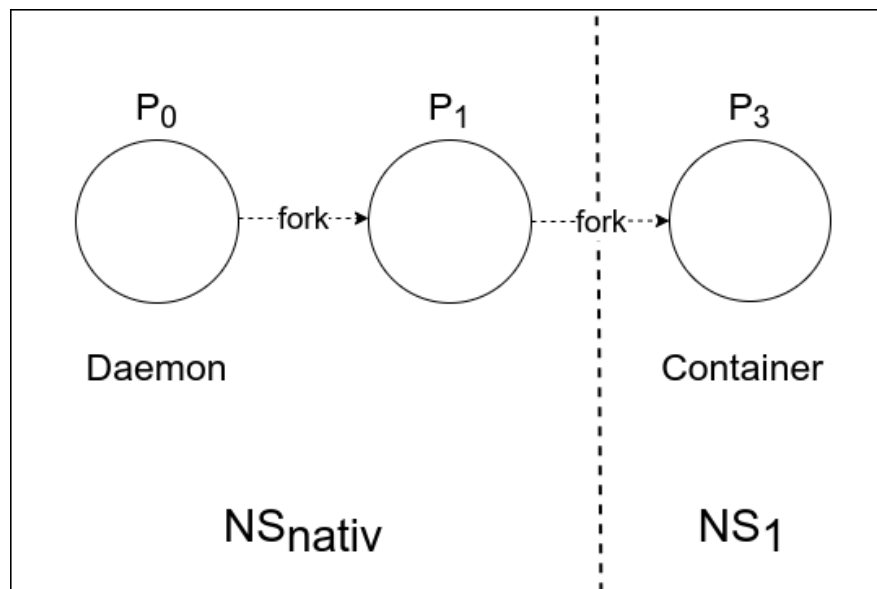 P0 P1 P3
fork fork
Daemon Container
NSnativ NS1